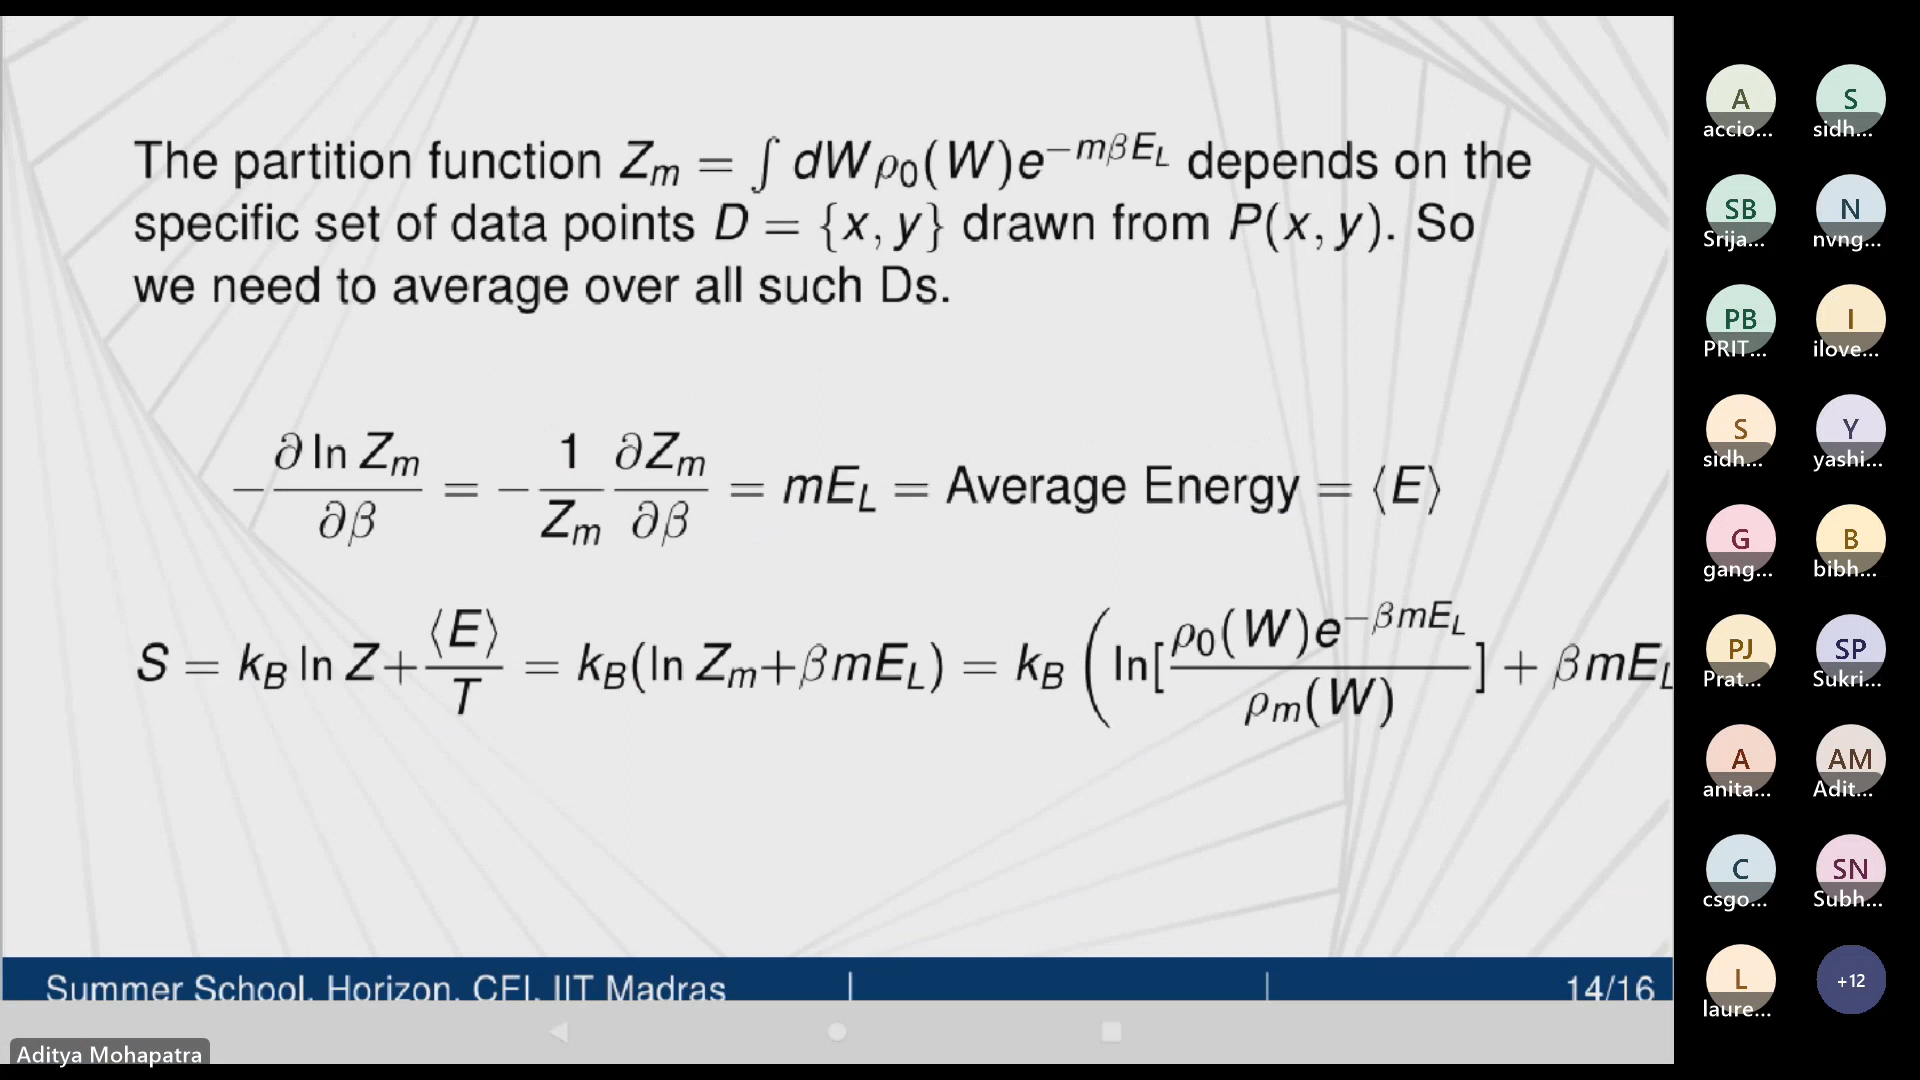 The partition function Z_m = ∫ dWρ_0(W)e^{−mβE_L} depends on the
specific set of data points D = {x, y} drawn from P(x, y). So
we need to average over all such Ds.
−∂ ln Z_m/∂β = −1/Z_m ∂Z_m/∂β = mE_L = Average Energy = ⟨E⟩
S = k_B ln Z + ⟨E⟩/T = k_B(ln Z_m + βmE_L) = k_B (ln[ρ_0(W)e^{−βmE_L}/ρ_m(W)] + βmE_L
Summer School, Horizon, CFI, IIT Madras
14/16
Aditya Mohapatra
A S
accio... sidh...
SB N
Srija... nvng...
PB I
PRIT... ilove...
S Y
sidh... yashi...
G B
gang... bibh...
PJ SP
Prat... Sukri...
A AM
anita... Adit...
C SN
csgo... Subh...
L +12
laure...